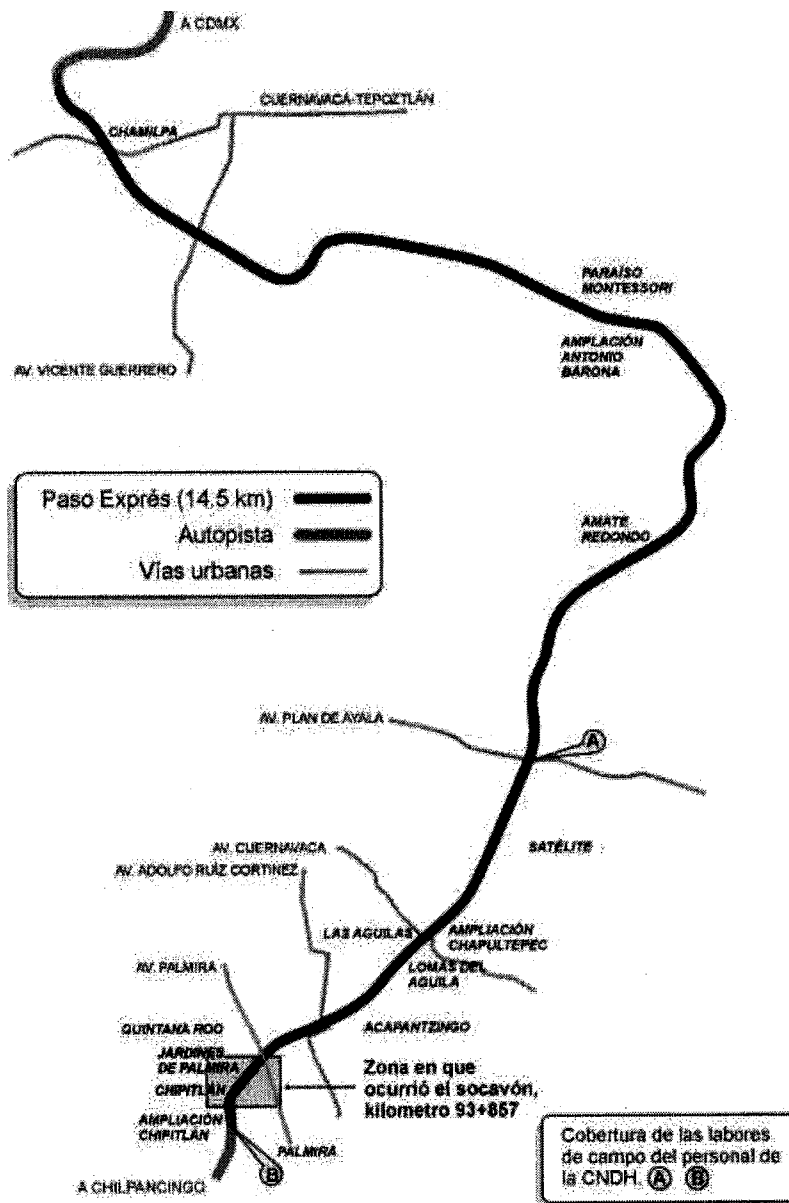 A CDMX
CUERNAVACA-TEPOZTLÁN
CHAMILPA
PARAÍSO
MONTESSORI
AMPLACIÓN
ANTONIO
BARONA
AV. VICENTE GUERRERO
Paso Exprés (14.5 km)
Autopista
Vías urbanas
AMATE
REDONDO
AV. PLAN DE AYALA
A
SATÉLITE
AV. CUERNAVACA
AV. ADOLFO RUÍZ CORTINEZ
LAS AGUILAS
AMPLIACIÓN
CHAPULTEPEC
LOMAS DEL
AGUILA
AV. PALMIRA
QUINTANA ROO
ACAPANTZINGO
JARDINES
DE PALMIRA
CHIPITLÁN
Zona en que
ocurrió el socavón,
kilometro 93+857
AMPLIACIÓN
CHIPITLÁN
PALMIRA
B
A CHILPANCINGO
Cobertura de las labores
de campo del personal de
la CNDH. A B